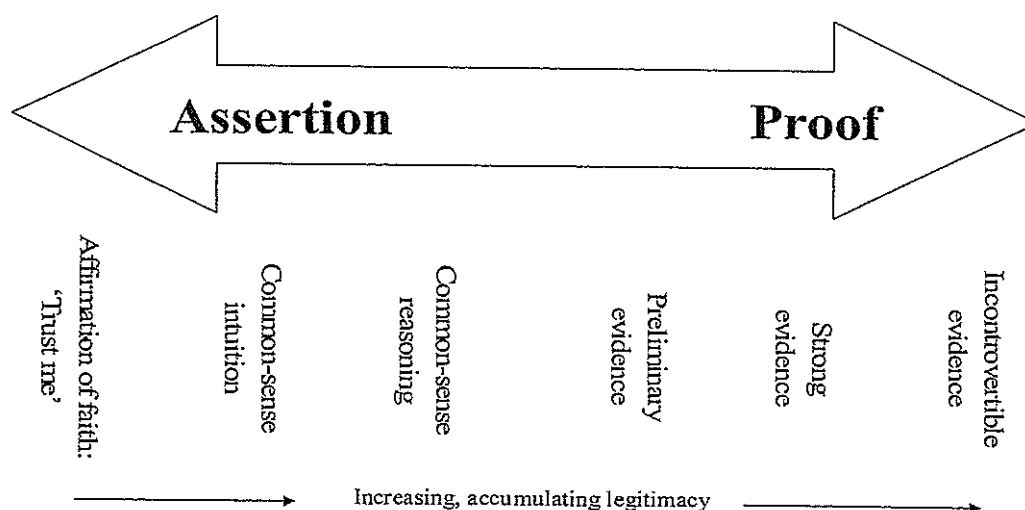 Assertion
Proof
Affirmation of faith:
‘Trust me’
Common-sense
intuition
Common-sense
reasoning
Preliminary
evidence
Strong
evidence
Incontrovertible
evidence
Increasing, accumulating legitimacy